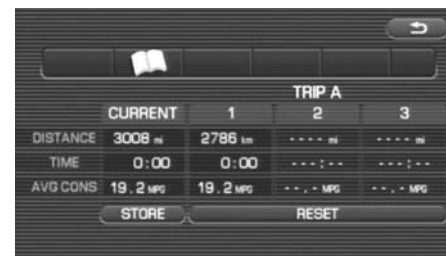 TRIP A
CURRENT 1 2 3
DISTANCE 3008 mi 2786 km ---- mi ---- mi
TIME 0:00 0:00 ---:-- ---:--
AVG CONS 19.2 MPG 19.2 MPG --.- MPG --.- MPG
STORE RESET